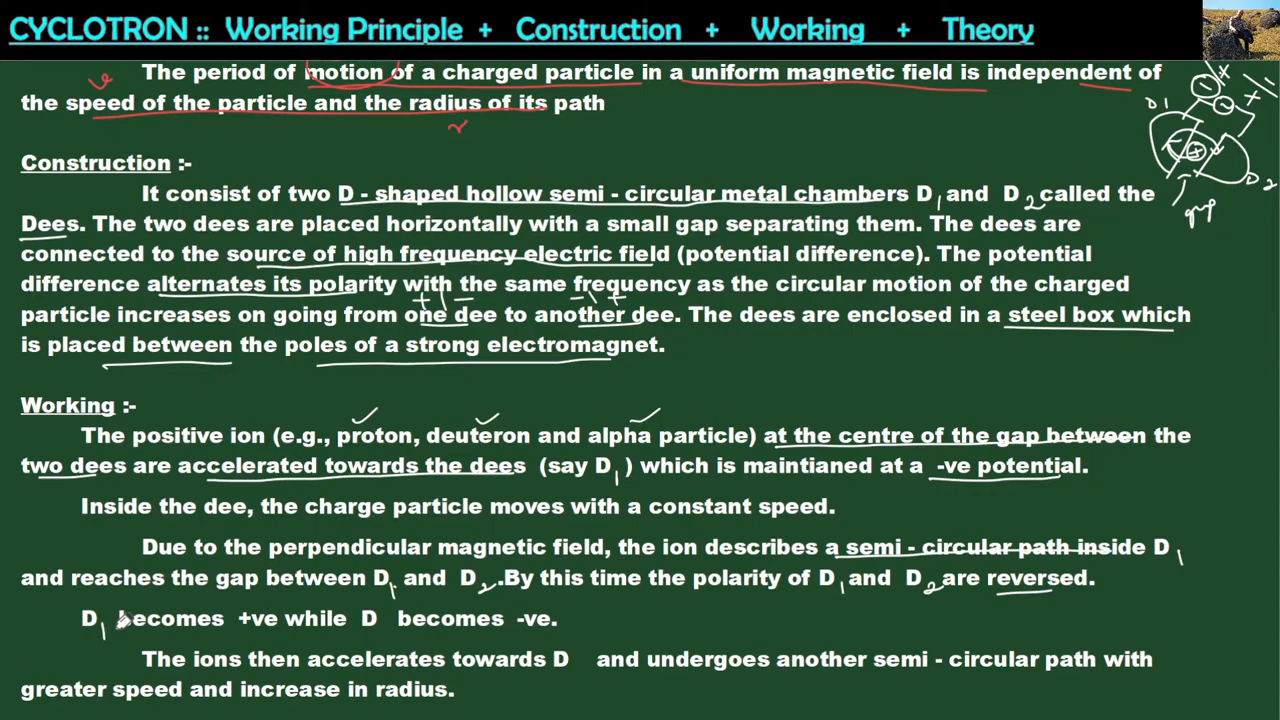 CYCLOTRON :: Working Principle + Construction + Working + Theory
The period of motion of a charged particle in a uniform magnetic field is independent of
the speed of the particle and the radius of its path
Construction :-
It consist of two D - shaped hollow semi - circular metal chambers D1 and D2 called the
Dees. The two dees are placed horizontally with a small gap separating them. The dees are
connected to the source of high frequency electric field (potential difference). The potential
difference alternates its polarity with the same frequency as the circular motion of the charged
+ | - - \ +
particle increases on going from one dee to another dee. The dees are enclosed in a steel box which
is placed between the poles of a strong electromagnet.
Working :-
The positive ion (e.g., proton, deuteron and alpha particle) at the centre of the gap between the
two dees are accelerated towards the dees (say D1) which is maintianed at a -ve potential.
Inside the dee, the charge particle moves with a constant speed.
Due to the perpendicular magnetic field, the ion describes a semi - circular path inside D1
and reaches the gap between D1 and D2.By this time the polarity of D1 and D2 are reversed.
D1 becomes +ve while D becomes -ve.
The ions then accelerates towards D and undergoes another semi - circular path with
greater speed and increase in radius.
D1
D2
gap